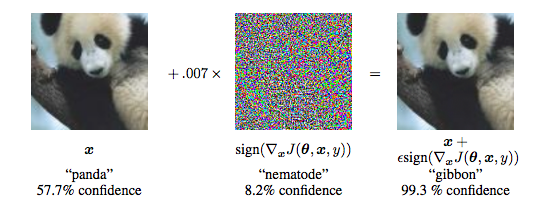 + .007 ×
=
x
sign(∇ₓJ(θ, x, y))
x +
ϵsign(∇ₓJ(θ, x, y))
“panda”
“nematode”
“gibbon”
57.7% confidence
8.2% confidence
99.3 % confidence